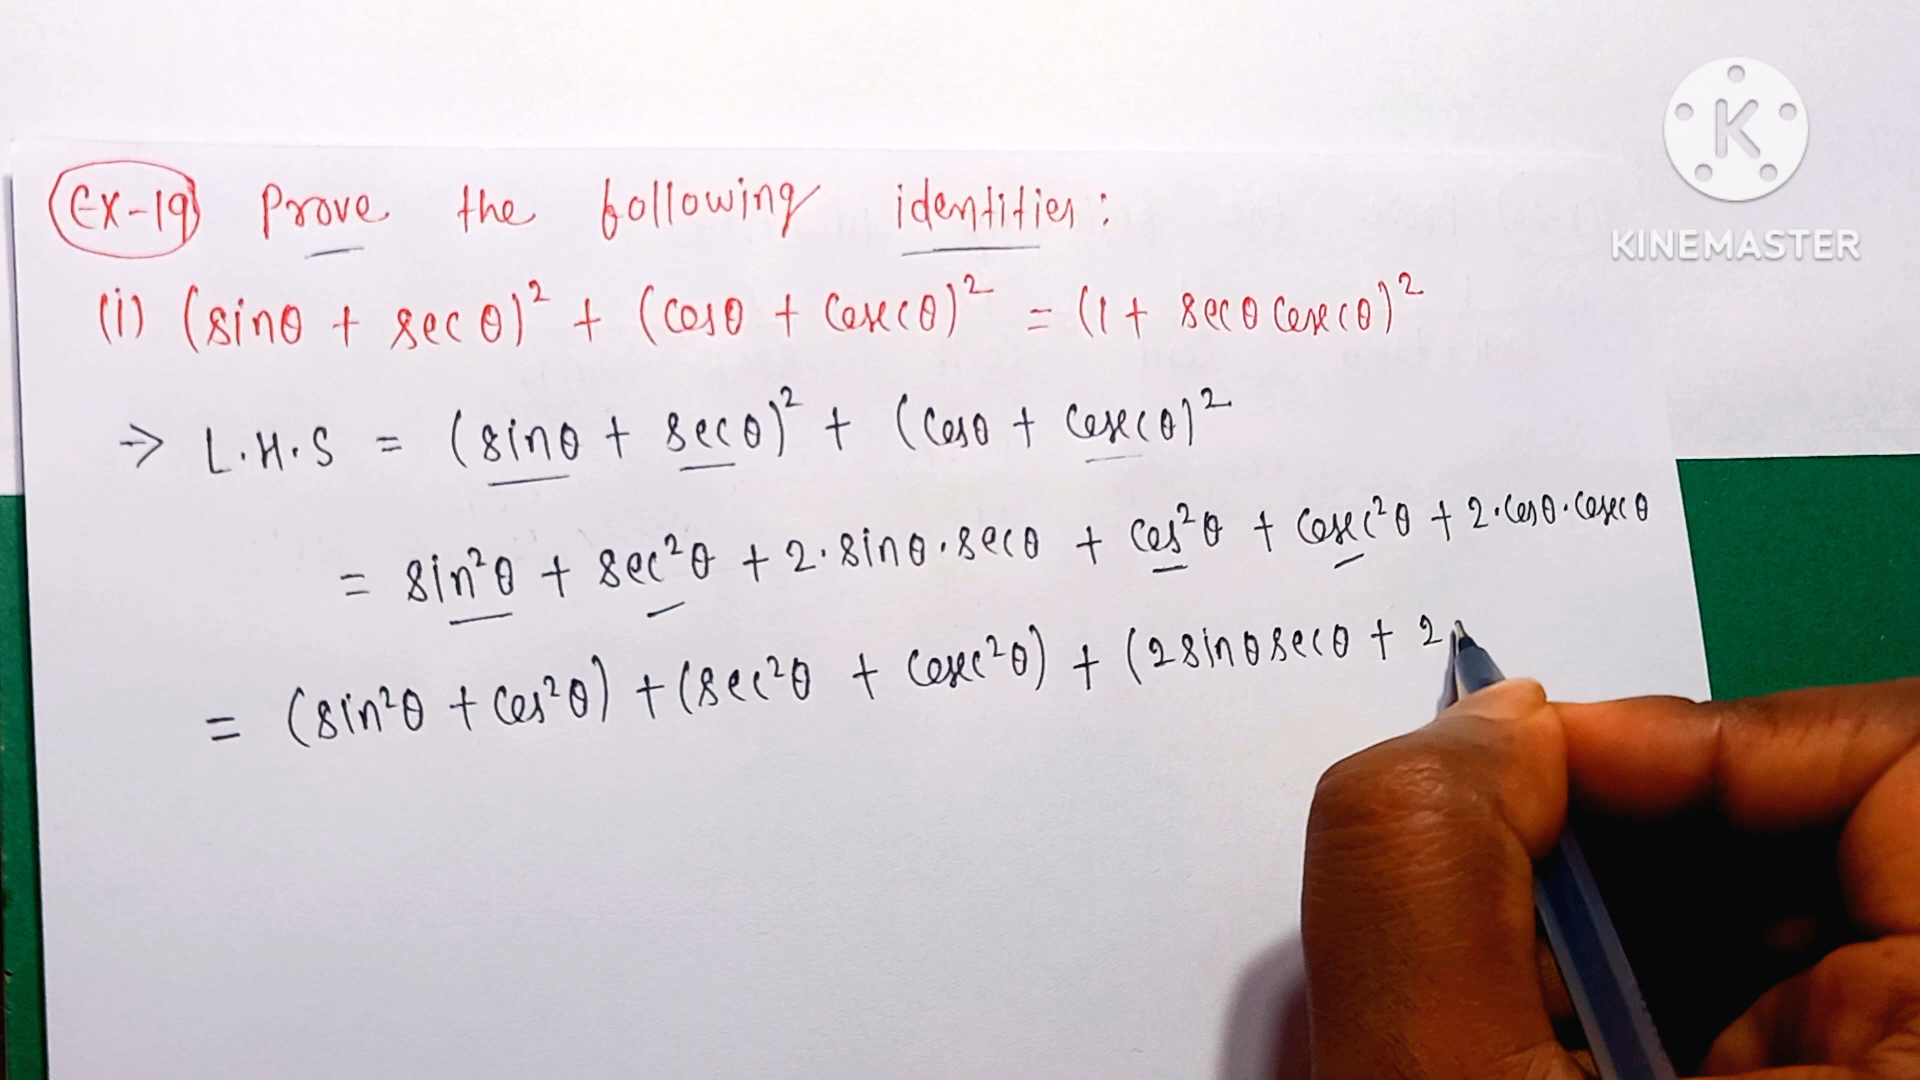 K
KINEMASTER
Ex-19 Prove the following identities:
(i) (sinθ + secθ)² + (cosθ + cosecθ)² = (1 + secθ cosecθ)²
→ L.H.S = (sinθ + secθ)² + (cosθ + cosecθ)²
= sin²θ + sec²θ + 2·sinθ·secθ + cos²θ + cosec²θ + 2·cosθ·cosecθ
= (sin²θ + cos²θ) + (sec²θ + cosec²θ) + (2sinθsecθ + 2